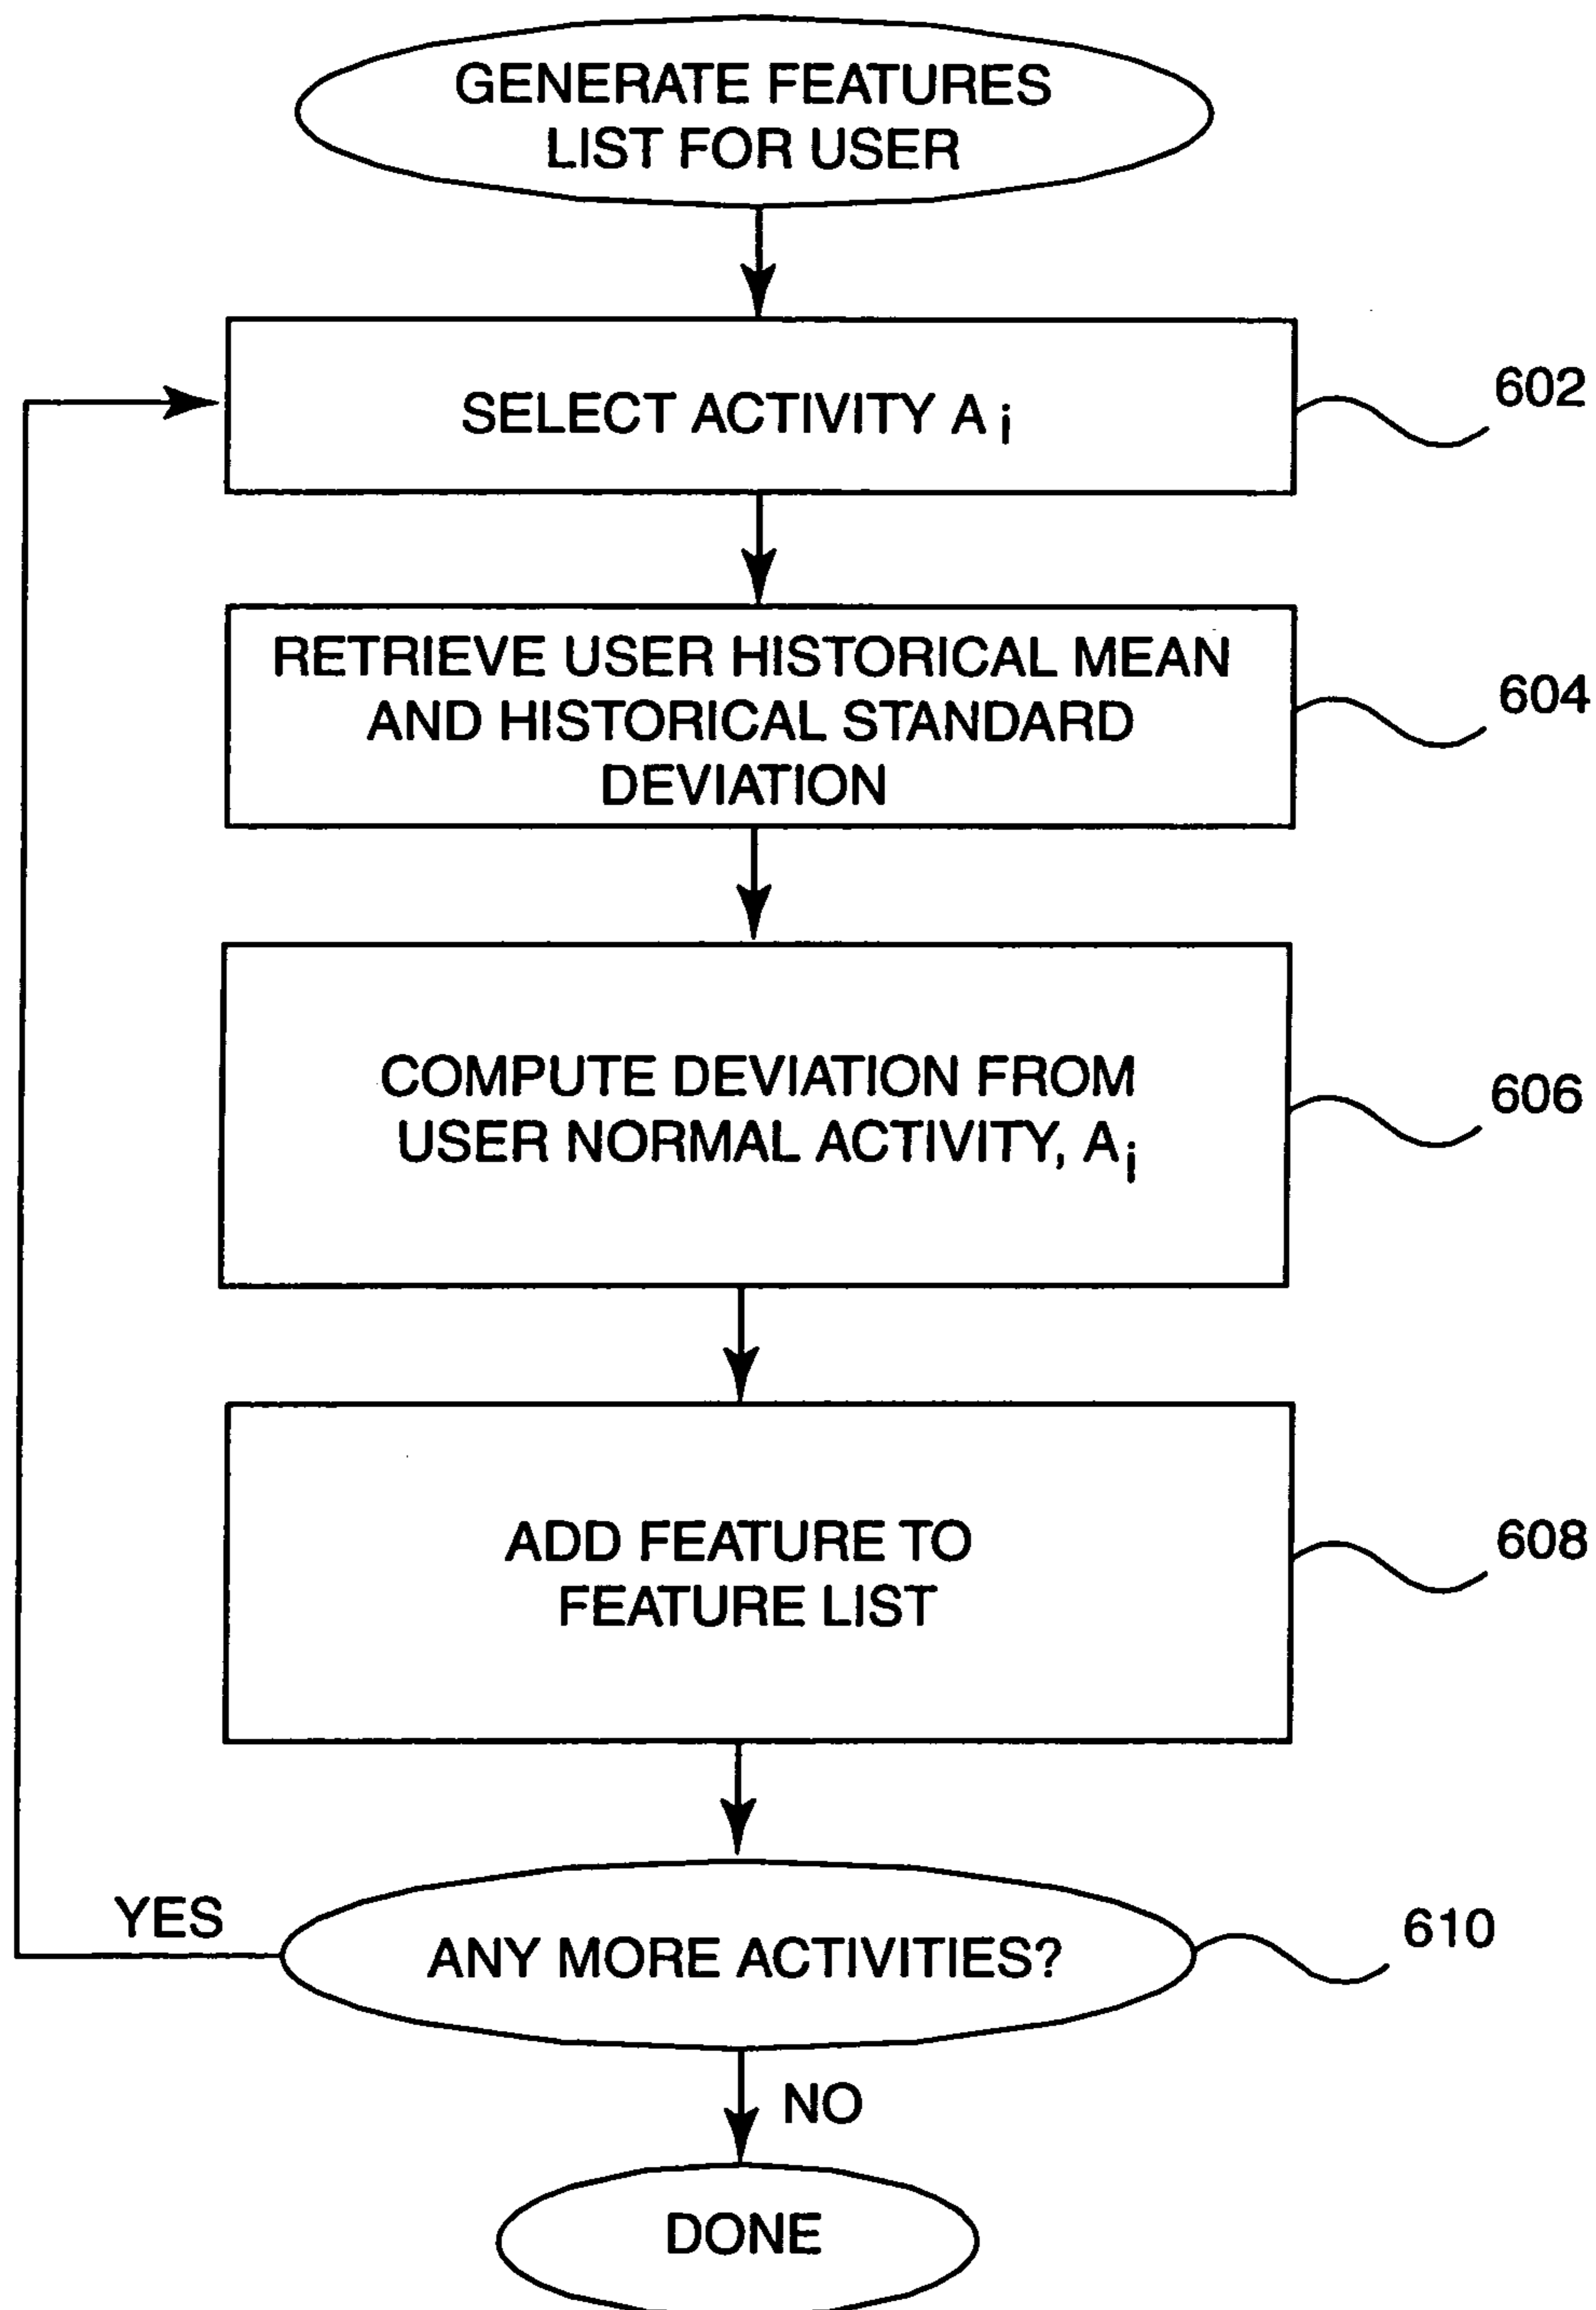 GENERATE FEATURES
LIST FOR USER
SELECT ACTIVITY A i
602
RETRIEVE USER HISTORICAL MEAN
AND HISTORICAL STANDARD
DEVIATION
604
COMPUTE DEVIATION FROM
USER NORMAL ACTIVITY, A i
606
ADD FEATURE TO
FEATURE LIST
608
YES
ANY MORE ACTIVITIES?
610
NO
DONE